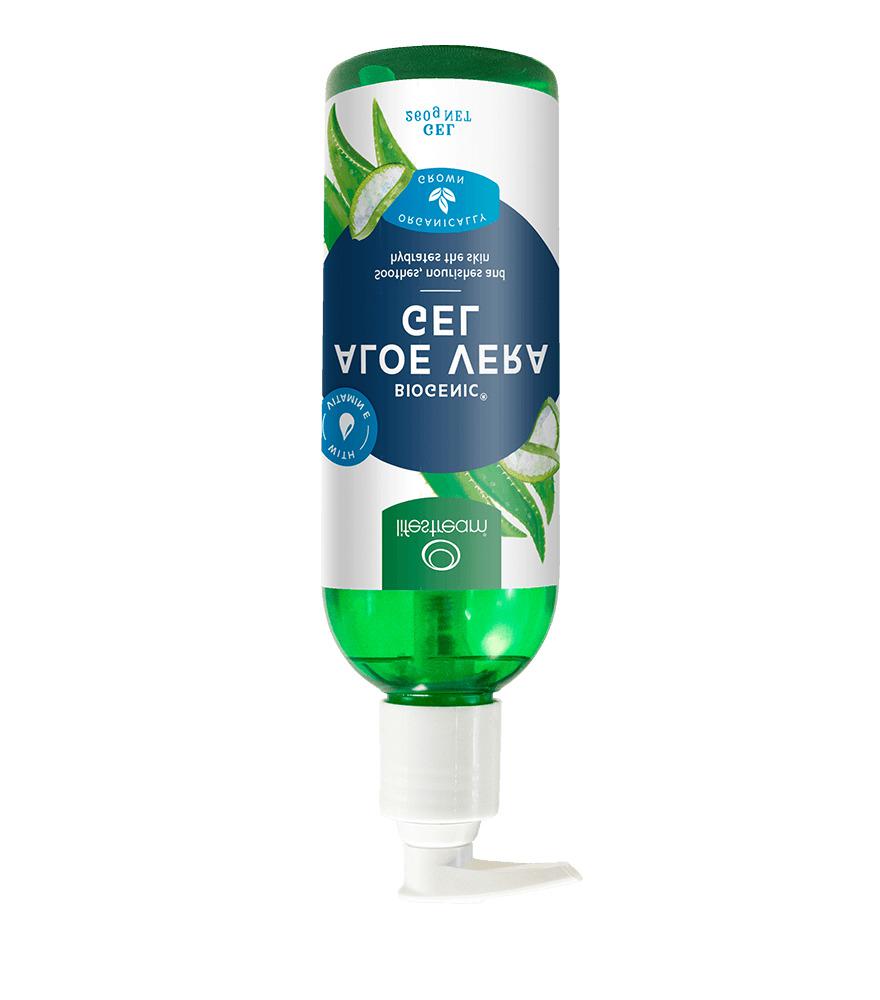 lifestream®
WITH
VITAMIN E
BIOGENIC®
ALOE VERA
GEL
Soothes, nourishes and
hydrates the skin
ORGANICALLY
GROWN
GEL
260g NET